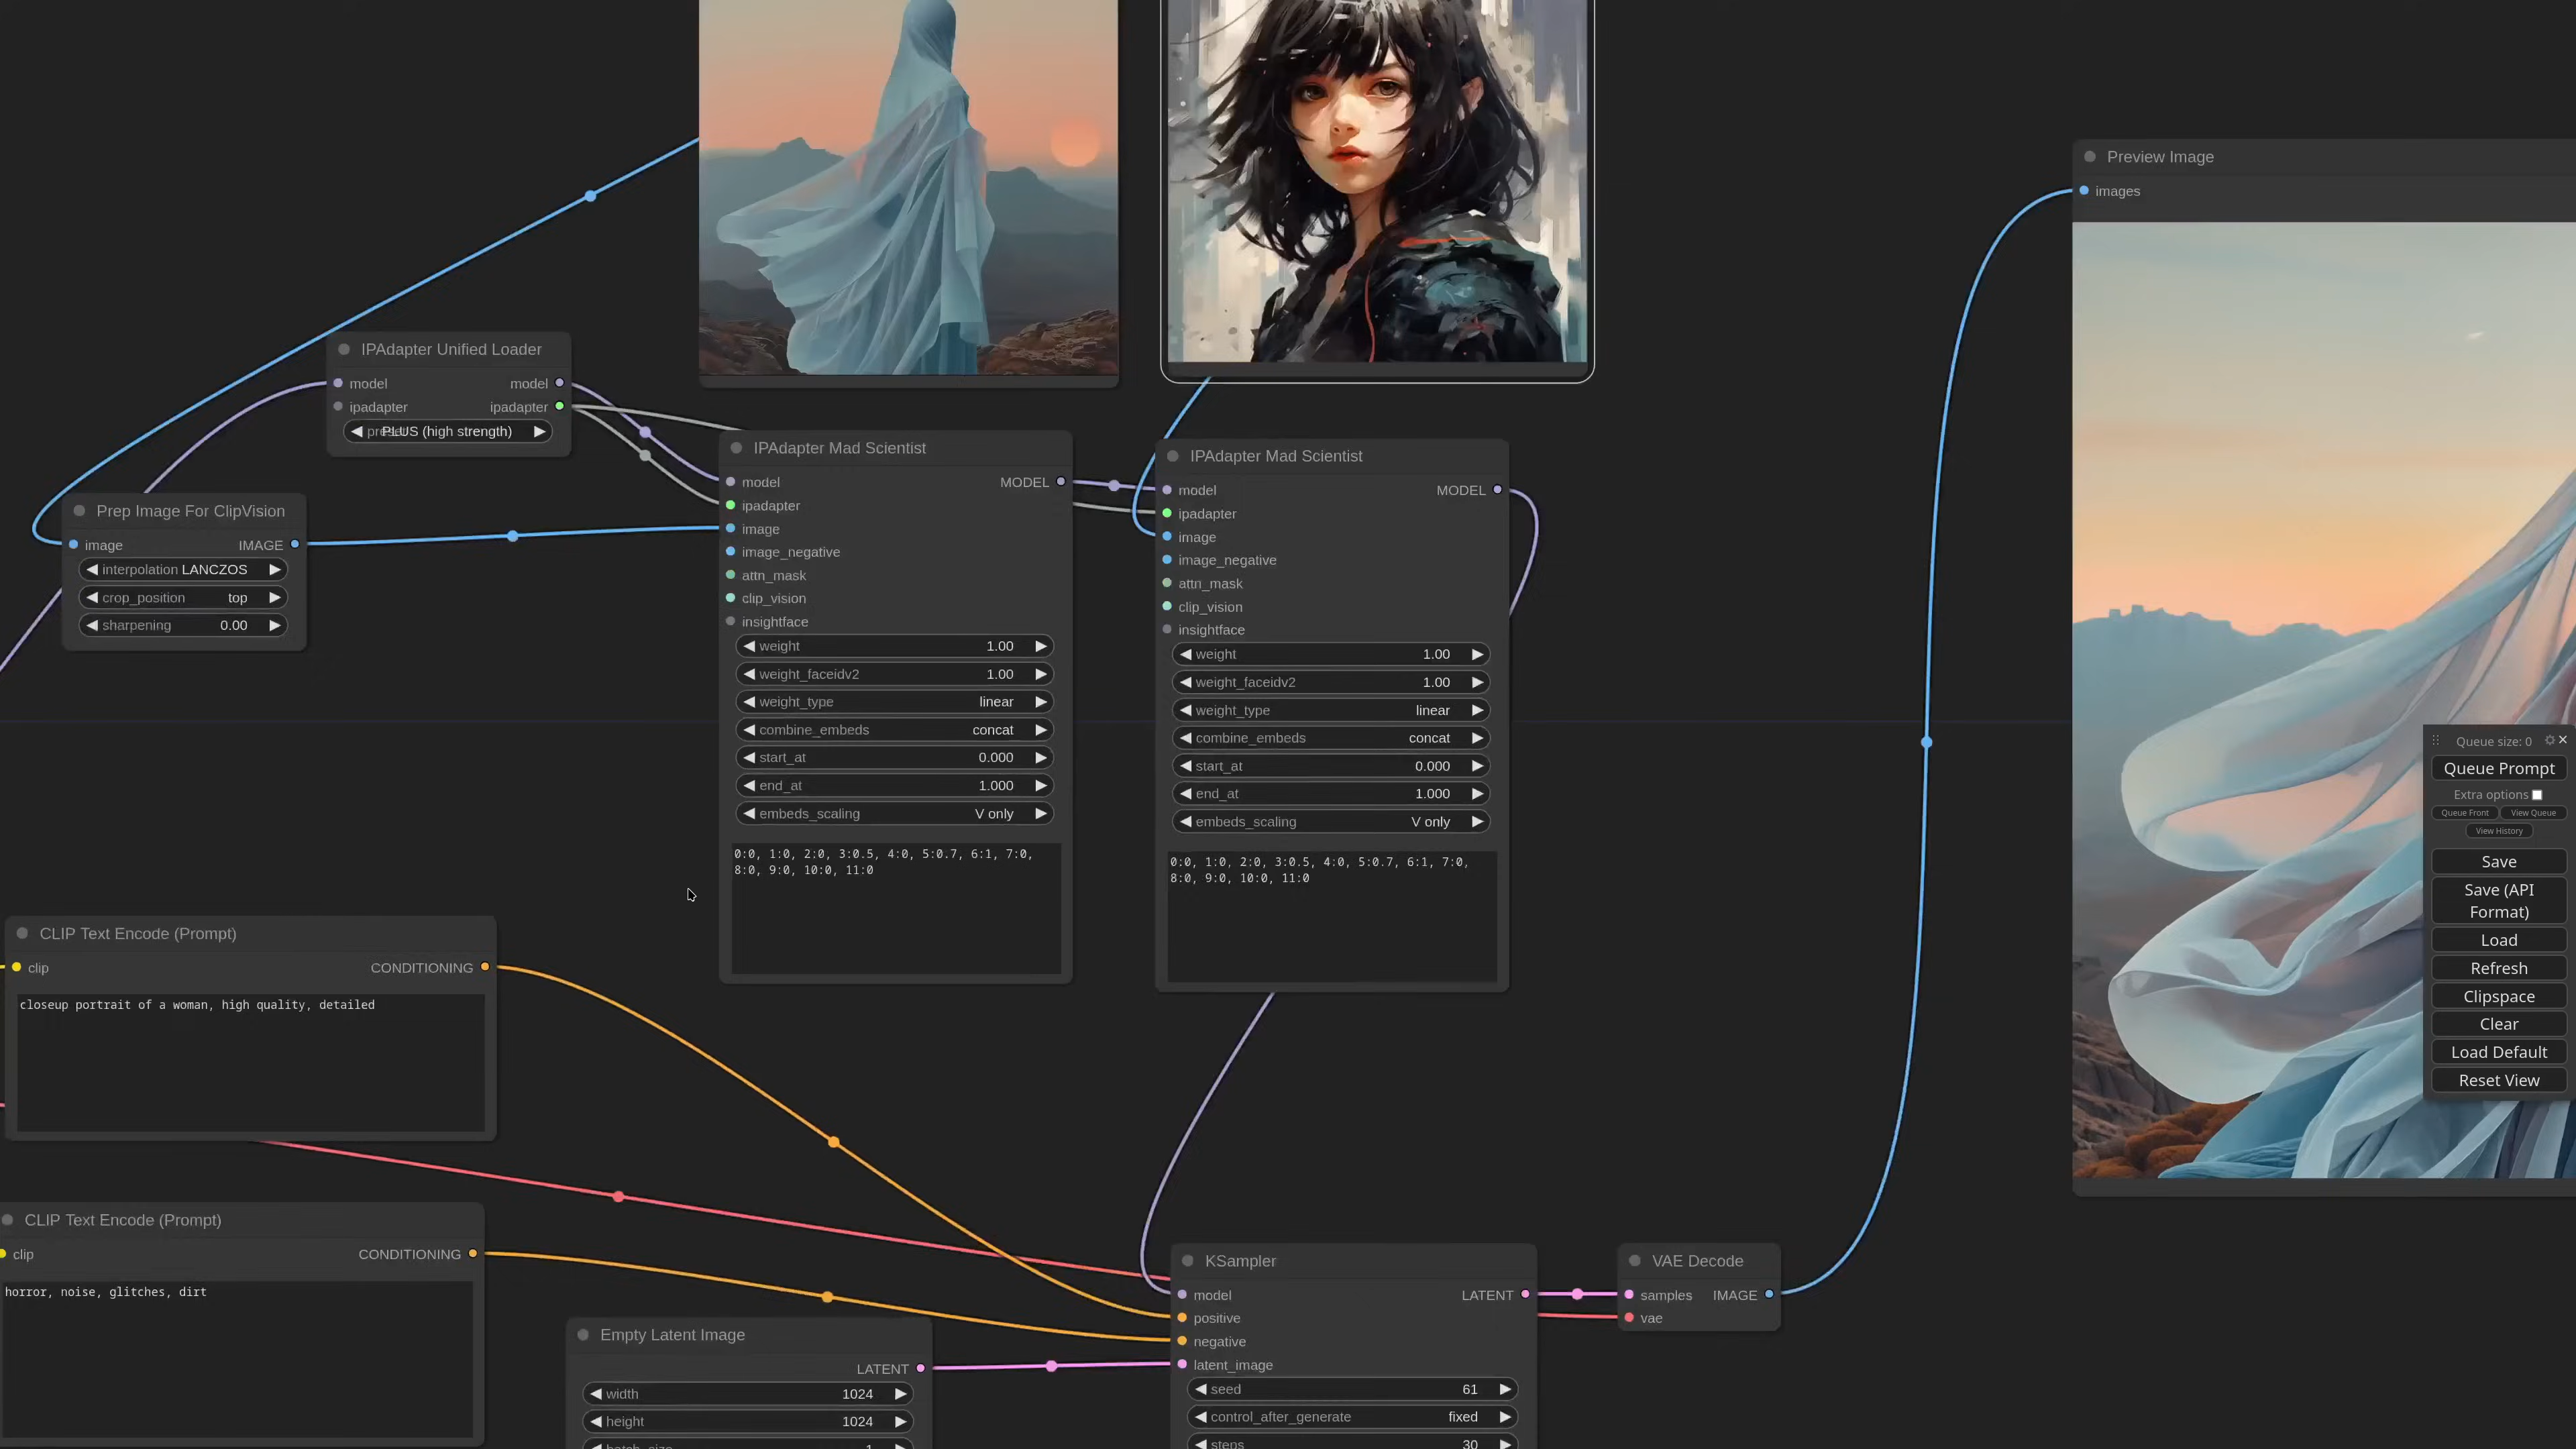 Preview Image
images
IPAdapter Unified Loader
model model
ipadapter ipadapter
PLUS (high strength)
IPAdapter Mad Scientist
model MODEL
ipadapter
image
image_negative
attn_mask
clip_vision
insightface
weight 1.00
weight_faceidv2 1.00
weight_type linear
combine_embeds concat
start_at 0.000
end_at 1.000
embeds_scaling V only
0:0, 1:0, 2:0, 3:0.5, 4:0, 5:0.7, 6:1, 7:0,
8:0, 9:0, 10:0, 11:0
IPAdapter Mad Scientist
model MODEL
ipadapter
image
image_negative
attn_mask
clip_vision
insightface
weight 1.00
weight_faceidv2 1.00
weight_type linear
combine_embeds concat
start_at 0.000
end_at 1.000
embeds_scaling V only
0:0, 1:0, 2:0, 3:0.5, 4:0, 5:0.7, 6:1, 7:0,
8:0, 9:0, 10:0, 11:0
Prep Image For ClipVision
image IMAGE
interpolation LANCZOS
crop_position top
sharpening 0.00
Queue size: 0
Queue Prompt
Extra options
Queue Front View Queue
View History
Save
Save (API
Format)
Load
Refresh
Clipspace
Clear
Load Default
Reset View
CLIP Text Encode (Prompt)
clip CONDITIONING
closeup portrait of a woman, high quality, detailed
CLIP Text Encode (Prompt)
clip CONDITIONING
horror, noise, glitches, dirt
Empty Latent Image
LATENT
width 1024
height 1024
KSampler
model LATENT
positive
negative
latent_image
seed 61
control_after_generate fixed
steps 30
VAE Decode
samples IMAGE
vae